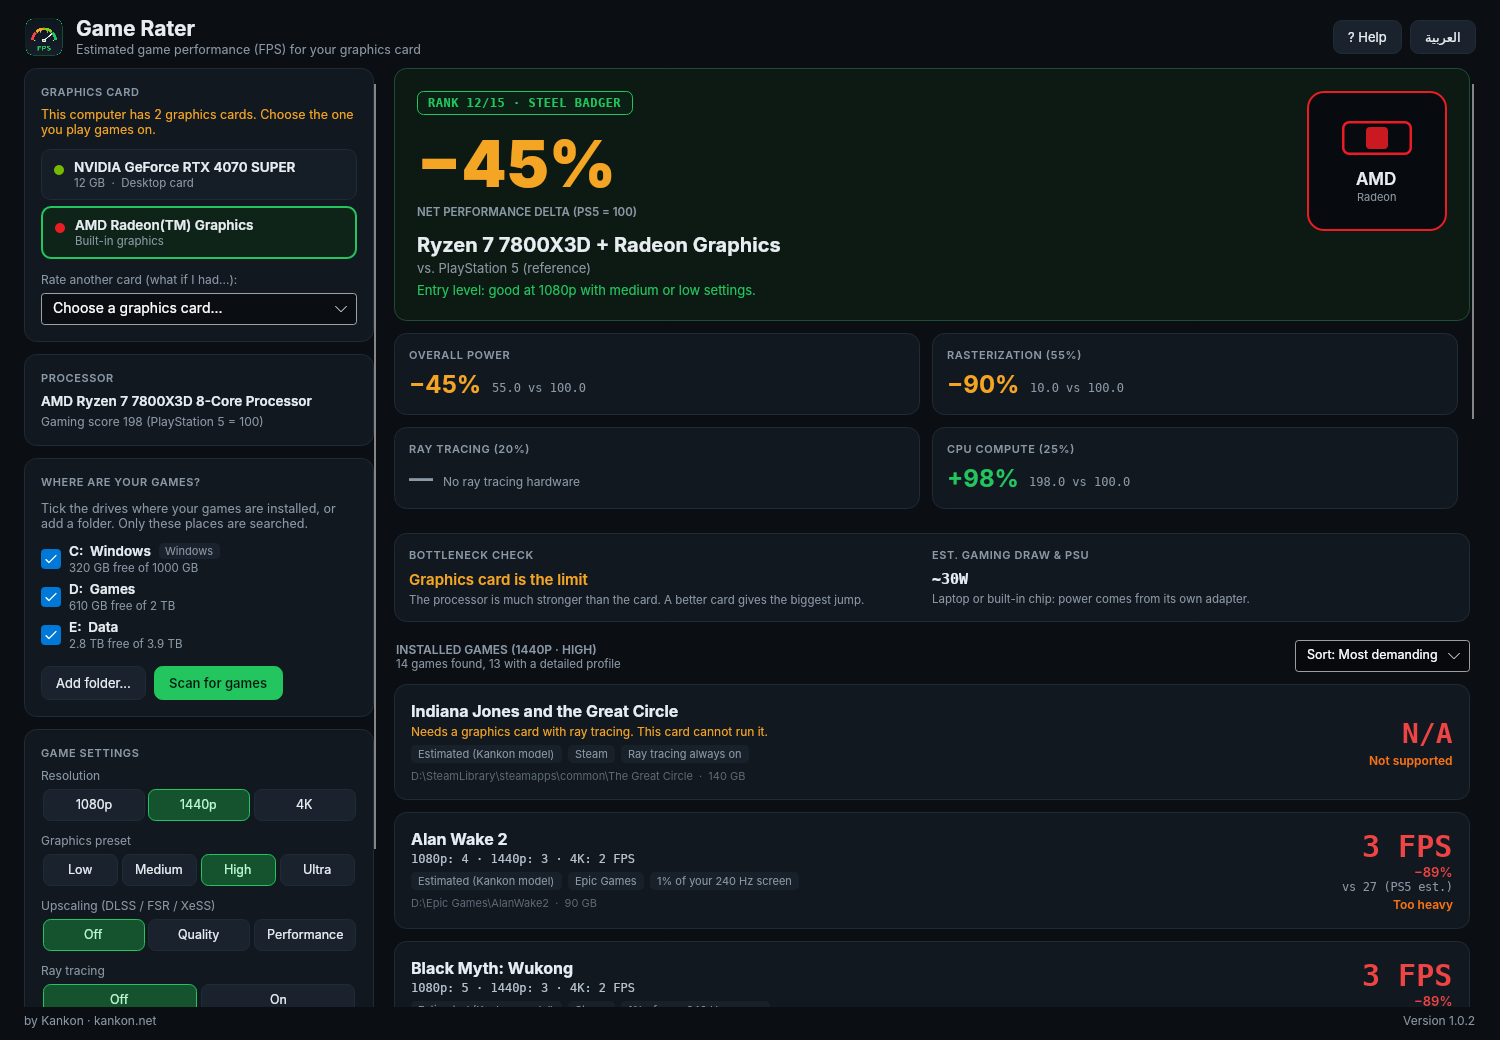 FPS
Game Rater
Estimated game performance (FPS) for your graphics card
? Help
العربية
GRAPHICS CARD
This computer has 2 graphics cards. Choose the one
you play games on.
NVIDIA GeForce RTX 4070 SUPER
12 GB · Desktop card
AMD Radeon(TM) Graphics
Built-in graphics
Rate another card (what if I had...):
Choose a graphics card...
PROCESSOR
AMD Ryzen 7 7800X3D 8-Core Processor
Gaming score 198 (PlayStation 5 = 100)
WHERE ARE YOUR GAMES?
Tick the drives where your games are installed, or
add a folder. Only these places are searched.
C: Windows Windows
320 GB free of 1000 GB
D: Games
610 GB free of 2 TB
E: Data
2.8 TB free of 3.9 TB
Add folder... Scan for games
GAME SETTINGS
Resolution
1080p 1440p 4K
Graphics preset
Low Medium High Ultra
Upscaling (DLSS / FSR / XeSS)
Off Quality Performance
Ray tracing
Off On
RANK 12/15 · STEEL BADGER
−45%
NET PERFORMANCE DELTA (PS5 = 100)
Ryzen 7 7800X3D + Radeon Graphics
vs. PlayStation 5 (reference)
Entry level: good at 1080p with medium or low settings.
AMD
Radeon
OVERALL POWER
−45% 55.0 vs 100.0
RASTERIZATION (55%)
−90% 10.0 vs 100.0
RAY TRACING (20%)
— No ray tracing hardware
CPU COMPUTE (25%)
+98% 198.0 vs 100.0
BOTTLENECK CHECK
Graphics card is the limit
The processor is much stronger than the card. A better card gives the biggest jump.
EST. GAMING DRAW & PSU
~30W
Laptop or built-in chip: power comes from its own adapter.
INSTALLED GAMES (1440P · HIGH)
14 games found, 13 with a detailed profile
Sort: Most demanding
Indiana Jones and the Great Circle
Needs a graphics card with ray tracing. This card cannot run it.
Estimated (Kankon model) Steam Ray tracing always on
D:\SteamLibrary\steamapps\common\The Great Circle · 140 GB
N/A
Not supported
Alan Wake 2
1080p: 4 · 1440p: 3 · 4K: 2 FPS
Estimated (Kankon model) Epic Games 1% of your 240 Hz screen
D:\Epic Games\AlanWake2 · 90 GB
3 FPS
−89%
vs 27 (PS5 est.)
Too heavy
Black Myth: Wukong
1080p: 5 · 1440p: 3 · 4K: 2 FPS
3 FPS
−89%
by Kankon · kankon.net
Version 1.0.2